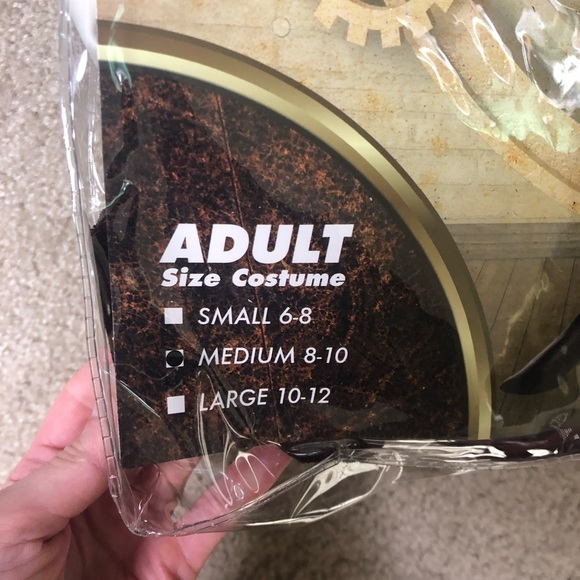 ADULT
Size Costume
SMALL 6-8
MEDIUM 8-10
LARGE 10-12